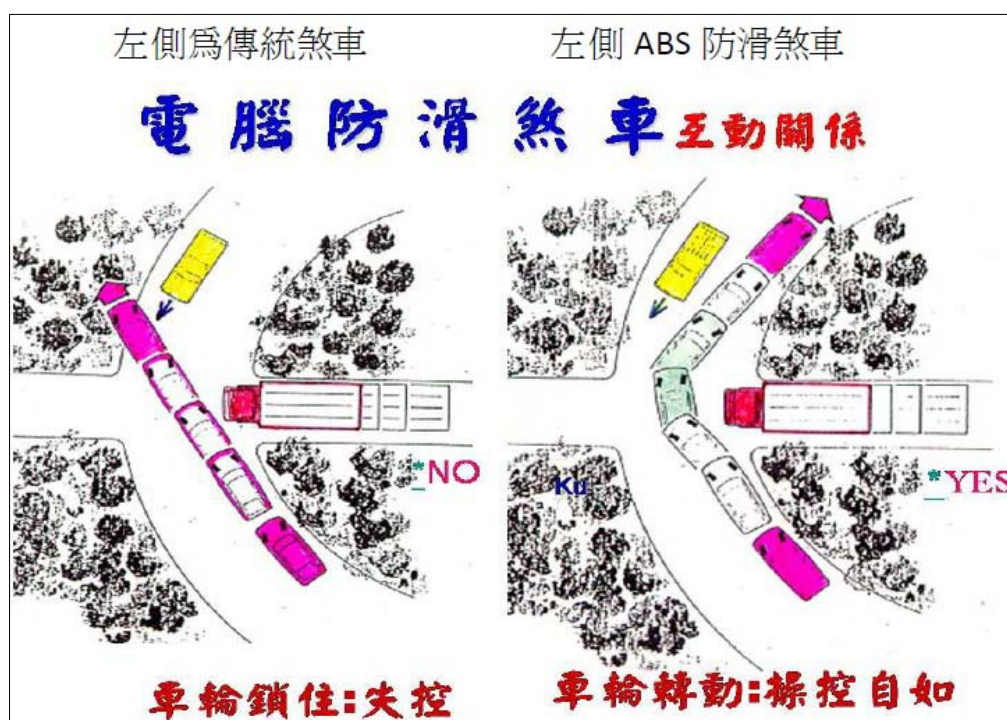 左側爲傳統煞車
左側 ABS 防滑煞車
電腦防滑煞車互動關係
*NO
Ku
*YES
車輪鎖住:失控
車輪轉動:操控自如